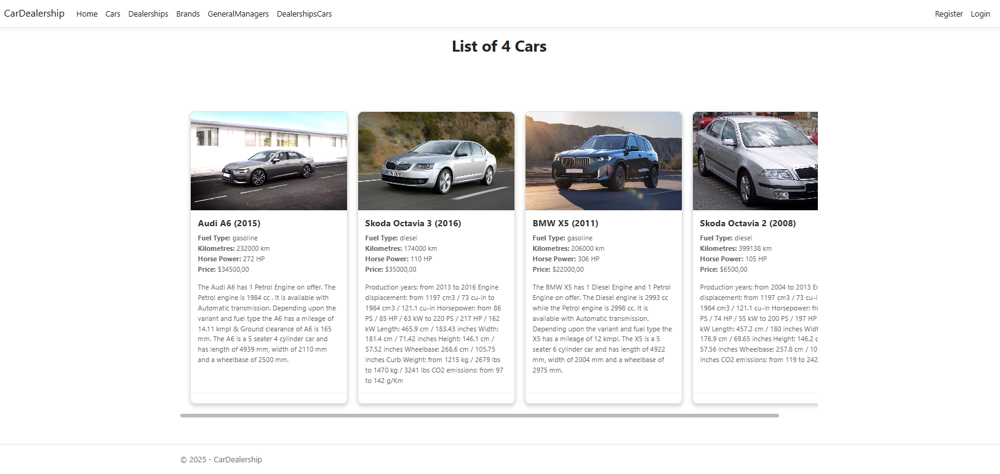 CarDealership Home Cars Dealerships Brands GeneralManagers DealershipsCars Register Login
List of 4 Cars
Audi A6 (2015)
Fuel Type: gasoline
Kilometres: 232000 km
Horse Power: 272 HP
Price: $34500,00
The Audi A6 has 1 Petrol Engine on offer. The
Petrol engine is 1984 cc . It is available with
Automatic transmission. Depending upon the
variant and fuel type the A6 has a mileage of
14.11 kmpl & Ground clearance of A6 is 165
mm. The A6 is a 5 seater 4 cylinder car and
has length of 4939 mm, width of 2110 mm
and a wheelbase of 2500 mm.
Skoda Octavia 3 (2016)
Fuel Type: diesel
Kilometres: 174000 km
Horse Power: 110 HP
Price: $35000,00
Production years: from 2013 to 2016 Engine
displacement: from 1197 cm3 / 73 cu-in to
1984 cm3 / 121.1 cu-in Horsepower: from 86
PS / 85 HP / 63 kW to 220 PS / 217 HP / 162
kW Length: 465.9 cm / 183.43 inches Width:
181.4 cm / 71.42 inches Height: 146.1 cm /
57.52 inches Wheelbase: 268.6 cm / 105.75
inches Curb Weight: from 1215 kg / 2679 lbs
to 1470 kg / 3241 lbs CO2 emissions: from 97
to 142 g/Km
BMW X5 (2011)
Fuel Type: gasoline
Kilometres: 206000 km
Horse Power: 306 HP
Price: $22000,00
The BMW X5 has 1 Diesel Engine and 1 Petrol
Engine on offer. The Diesel engine is 2993 cc
while the Petrol engine is 2998 cc. It is
available with Automatic transmission.
Depending upon the variant and fuel type the
X5 has a mileage of 12 kmpl. The X5 is a 5
seater 6 cylinder car and has length of 4922
mm, width of 2004 mm and a wheelbase of
2975 mm.
Skoda Octavia 2 (2008)
Fuel Type: diesel
Kilometres: 399138 km
Horse Power: 105 HP
Price: $6500,00
Production years: from 2004 to 2013
displacement: from 1197 cm3 / 73
1984 cm3 / 121.1 cu-in Horsepower:
PS / 74 HP / 55 kW to 200 PS / 197 HP
kW Length: 457.2 cm / 180 inches
176.9 cm / 69.65 inches Height: 146.2
57.56 inches Wheelbase: 257.8 cm / 10
inches CO2 emissions: from 119 to 242
© 2025 - CarDealership